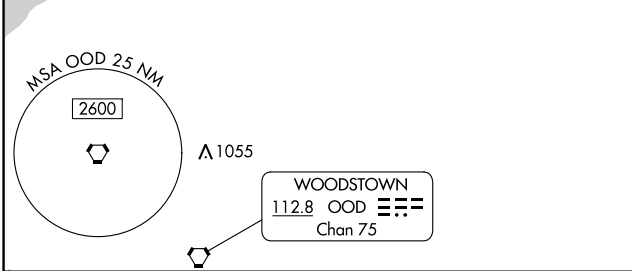 MSA OOD 25 NM
2600
1055
WOODSTOWN
112.8 OOD
Chan 75